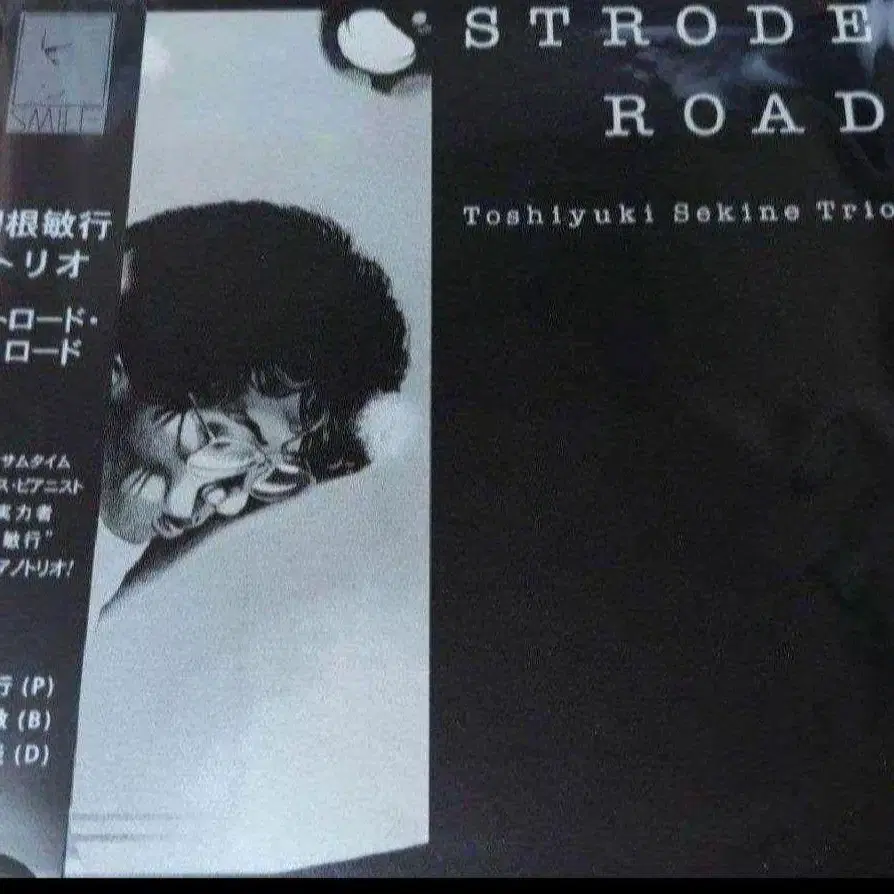 SMILE
根敏行
トリオ
トロード・
ロード
サムタイム
ス・ピアニスト
実力者
敏行”
アノトリオ!
行 (P)
(B)
(D)
STRODE
ROAD
Toshiyuki Sekine Trio